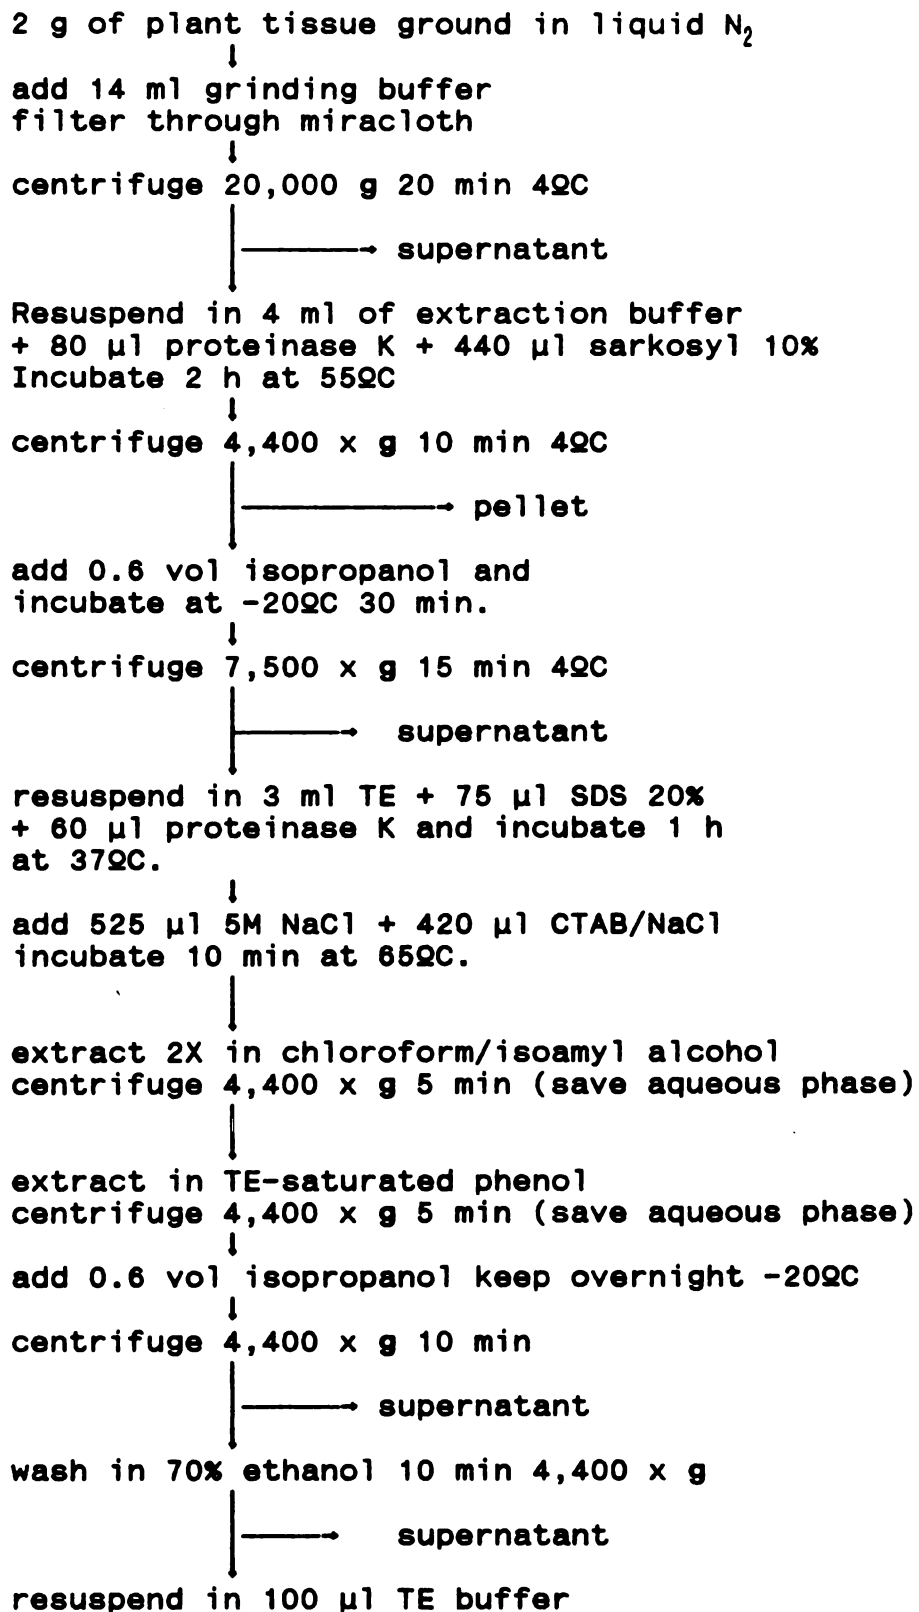 2 g of plant tissue ground in liquid N₂
add 14 ml grinding buffer
filter through miracloth
centrifuge 20,000 g 20 min 4ºC
supernatant
Resuspend in 4 ml of extraction buffer
+ 80 µl proteinase K + 440 µl sarkosyl 10%
Incubate 2 h at 55ºC
centrifuge 4,400 x g 10 min 4ºC
pellet
add 0.6 vol isopropanol and
incubate at -20ºC 30 min.
centrifuge 7,500 x g 15 min 4ºC
supernatant
resuspend in 3 ml TE + 75 µl SDS 20%
+ 60 µl proteinase K and incubate 1 h
at 37ºC.
add 525 µl 5M NaCl + 420 µl CTAB/NaCl
incubate 10 min at 65ºC.
extract 2X in chloroform/isoamyl alcohol
centrifuge 4,400 x g 5 min (save aqueous phase)
extract in TE-saturated phenol
centrifuge 4,400 x g 5 min (save aqueous phase)
add 0.6 vol isopropanol keep overnight -20ºC
centrifuge 4,400 x g 10 min
supernatant
wash in 70% ethanol 10 min 4,400 x g
supernatant
resuspend in 100 µl TE buffer